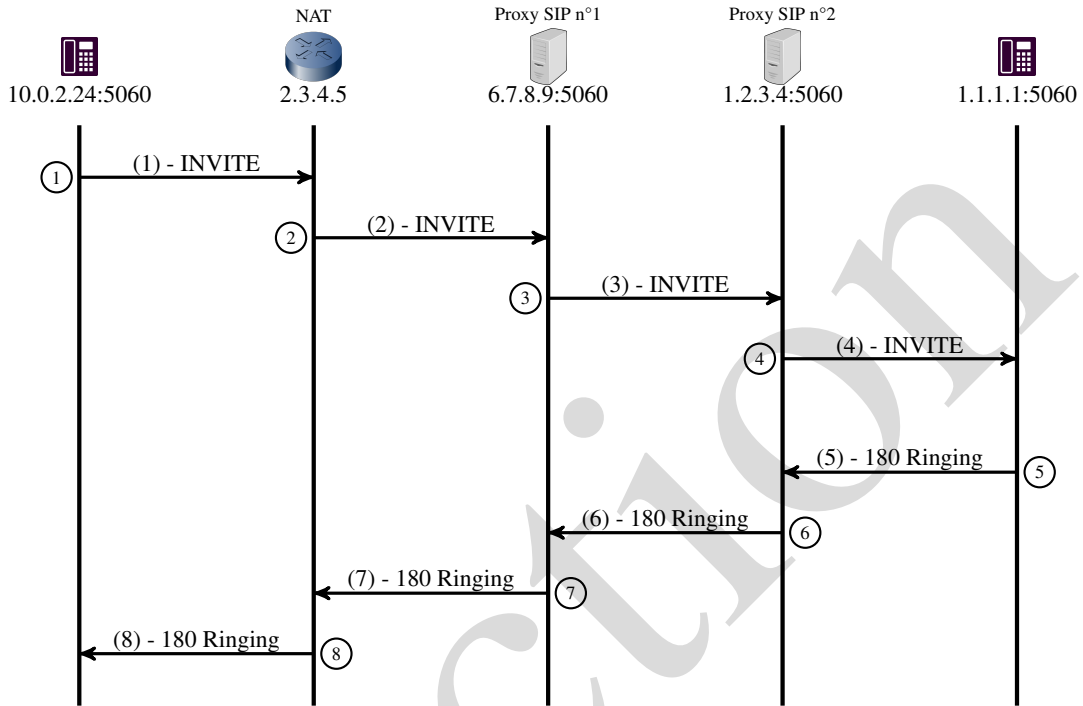 NAT
Proxy SIP n°1
Proxy SIP n°2
10.0.2.24:5060
2.3.4.5
6.7.8.9:5060
1.2.3.4:5060
1.1.1.1:5060
(1) - INVITE
1
(2) - INVITE
2
(3) - INVITE
3
(4) - INVITE
4
(5) - 180 Ringing
5
(6) - 180 Ringing
6
(7) - 180 Ringing
7
(8) - 180 Ringing
8
ction